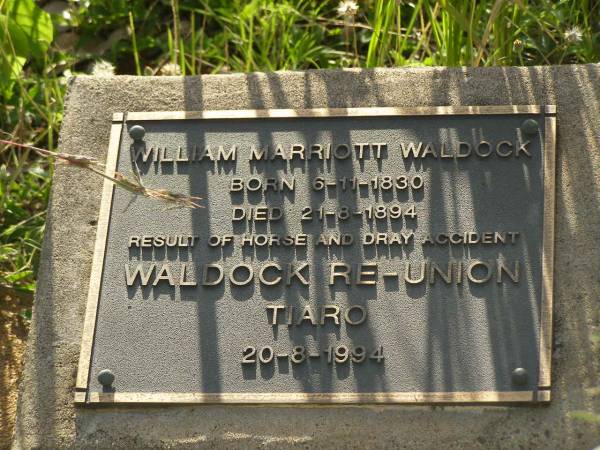 WILLIAM MARRIOTT WALDOCK
BORN 6-11-1830
DIED 21-8-1894
RESULT OF HORSE AND DRAY ACCIDENT
WALDOCK RE-UNION
TIARO
20-8-1994